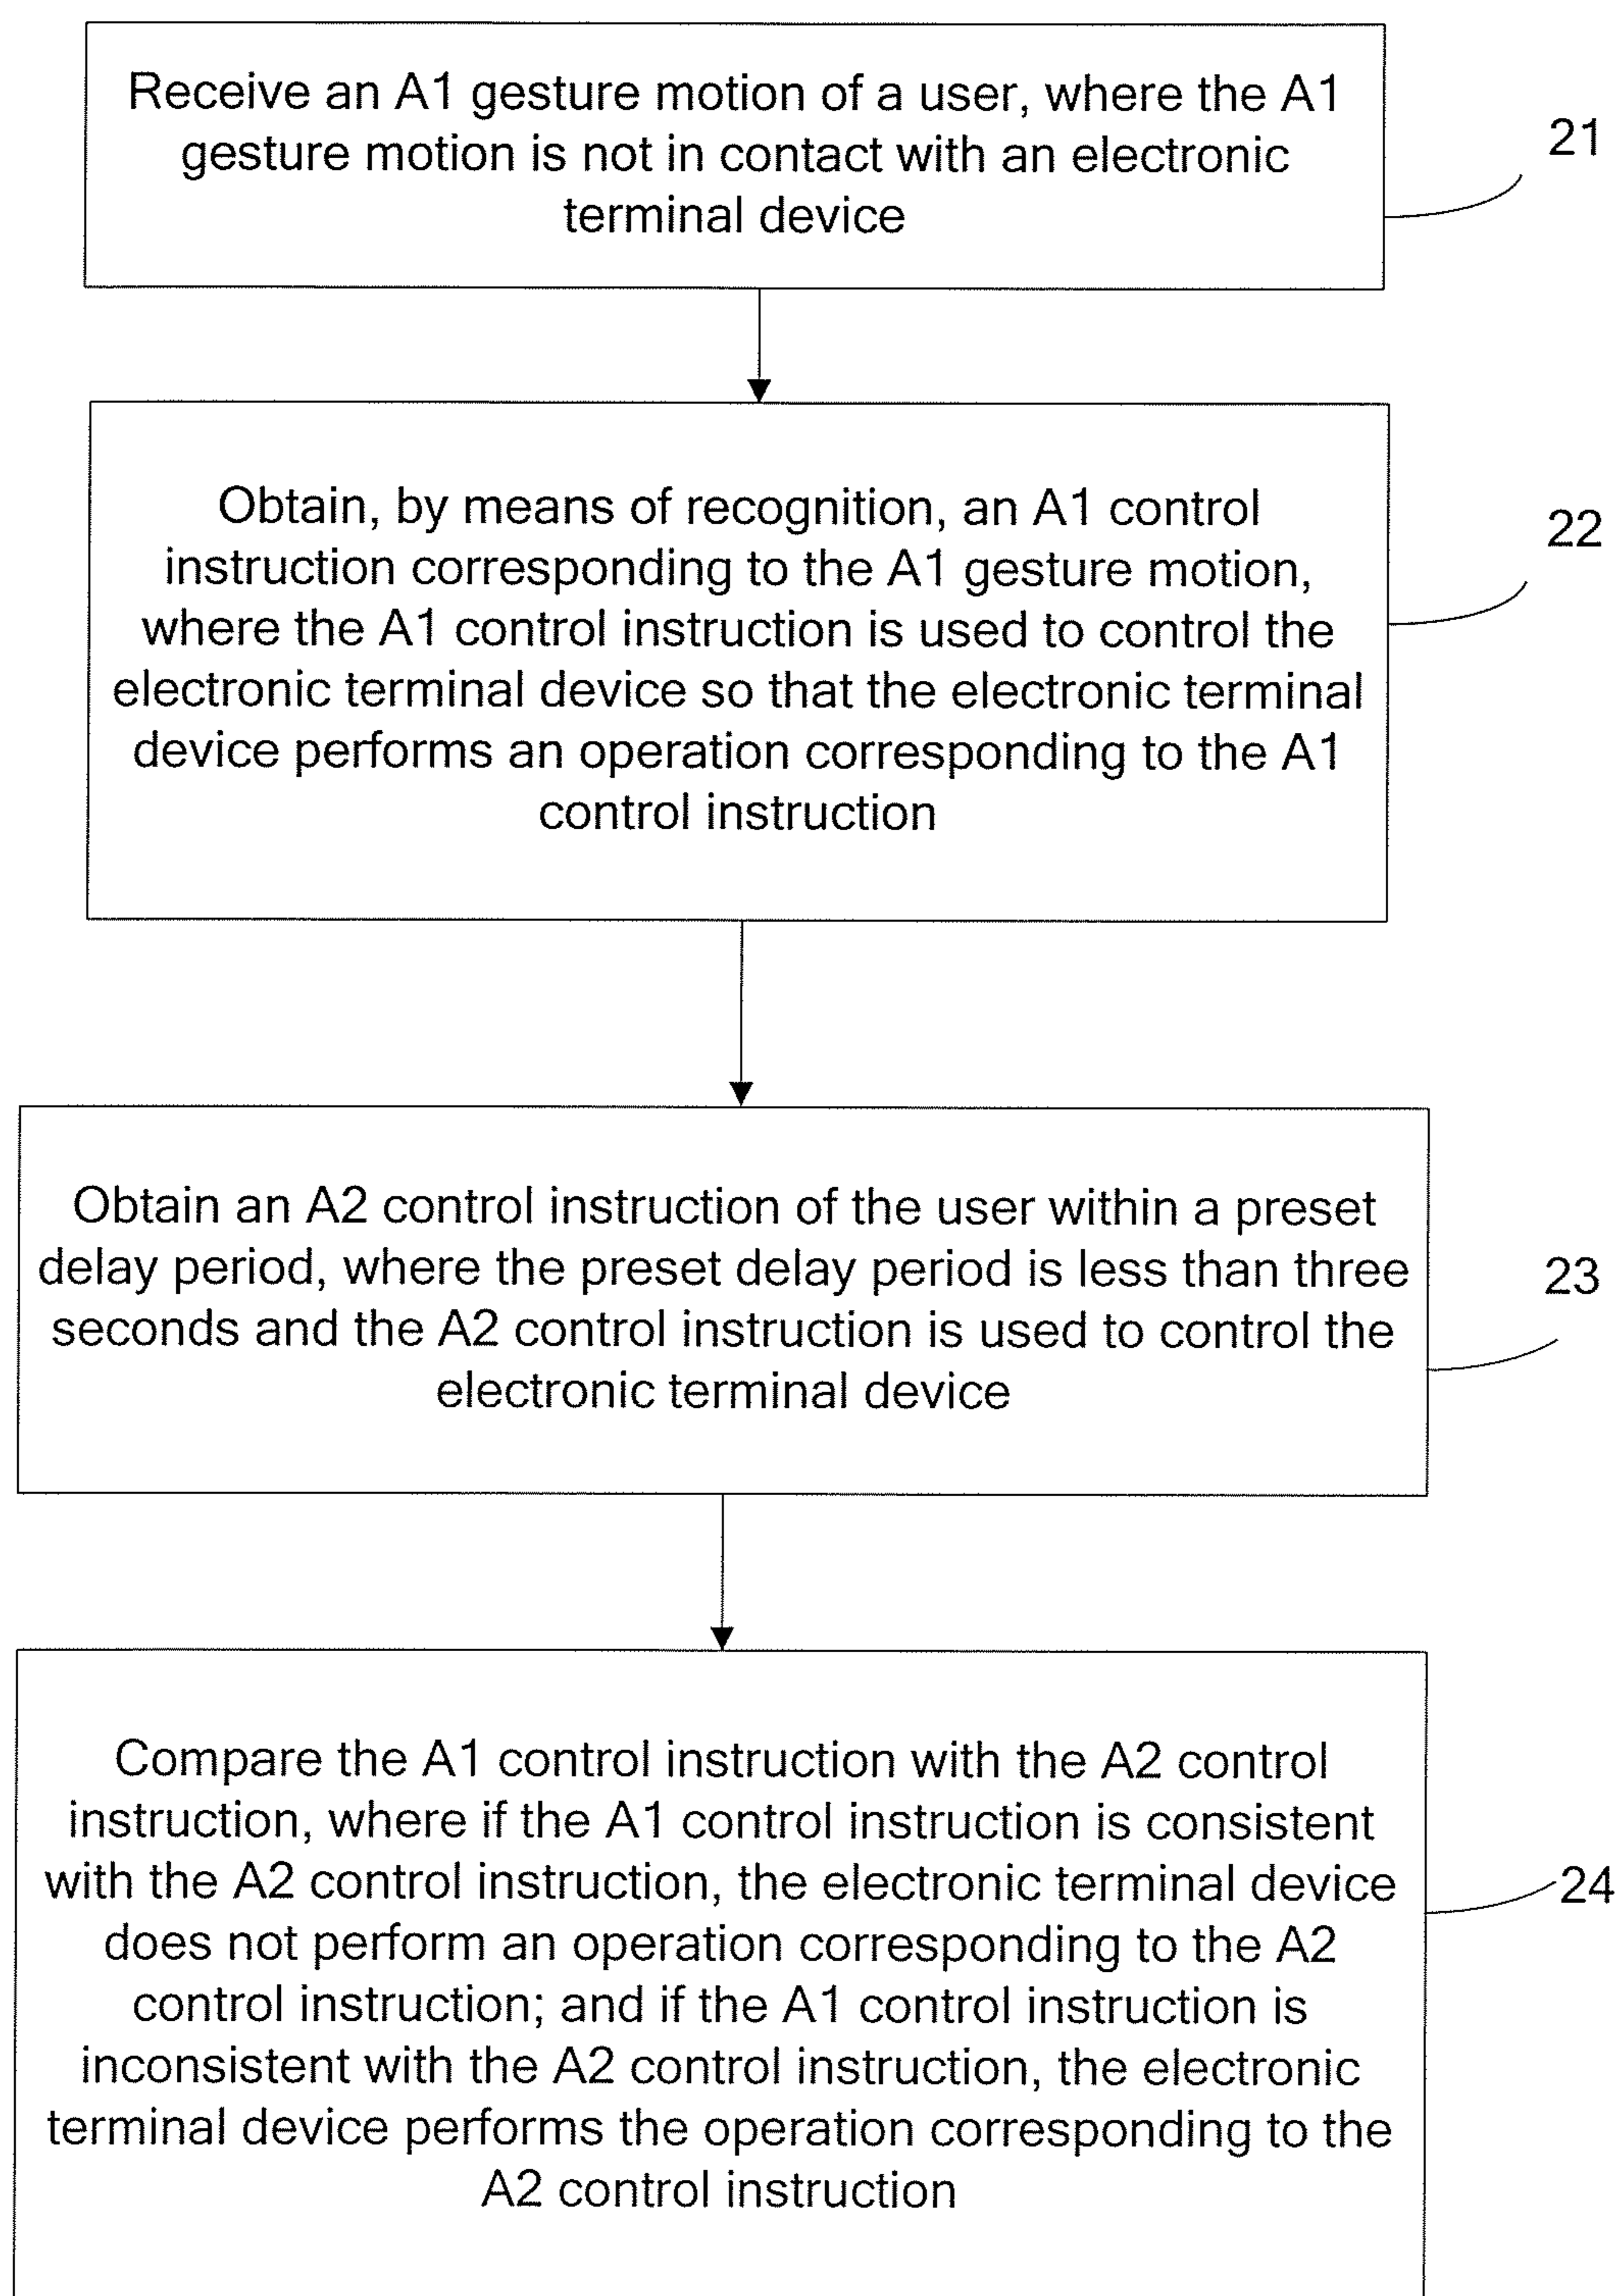 Receive an A1 gesture motion of a user, where the A1
gesture motion is not in contact with an electronic
terminal device
21
Obtain, by means of recognition, an A1 control
instruction corresponding to the A1 gesture motion,
where the A1 control instruction is used to control the
electronic terminal device so that the electronic terminal
device performs an operation corresponding to the A1
control instruction
22
Obtain an A2 control instruction of the user within a preset
delay period, where the preset delay period is less than three
seconds and the A2 control instruction is used to control the
electronic terminal device
23
Compare the A1 control instruction with the A2 control
instruction, where if the A1 control instruction is consistent
with the A2 control instruction, the electronic terminal device
does not perform an operation corresponding to the A2
control instruction; and if the A1 control instruction is
inconsistent with the A2 control instruction, the electronic
terminal device performs the operation corresponding to the
A2 control instruction
24